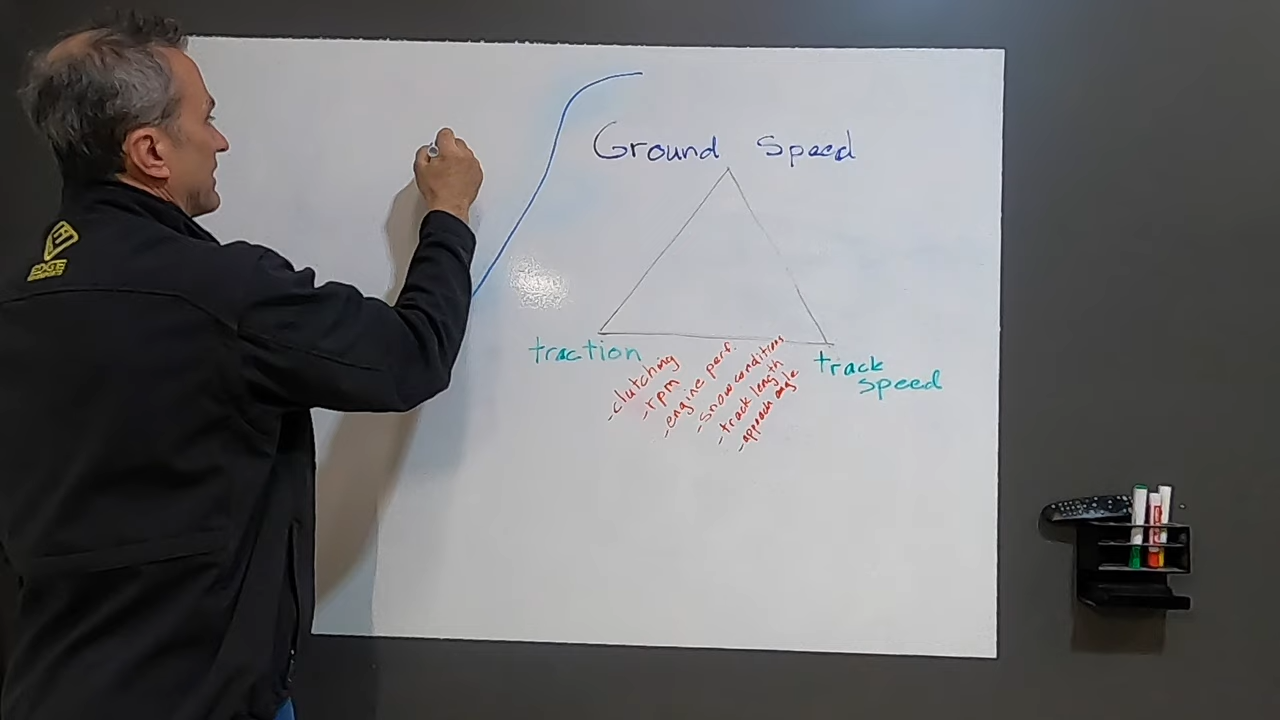 Ground Speed
traction
track
speed
-clutching
-rpm
-engine perf.
-snow conditions
-track length
-approach angle
EDGE